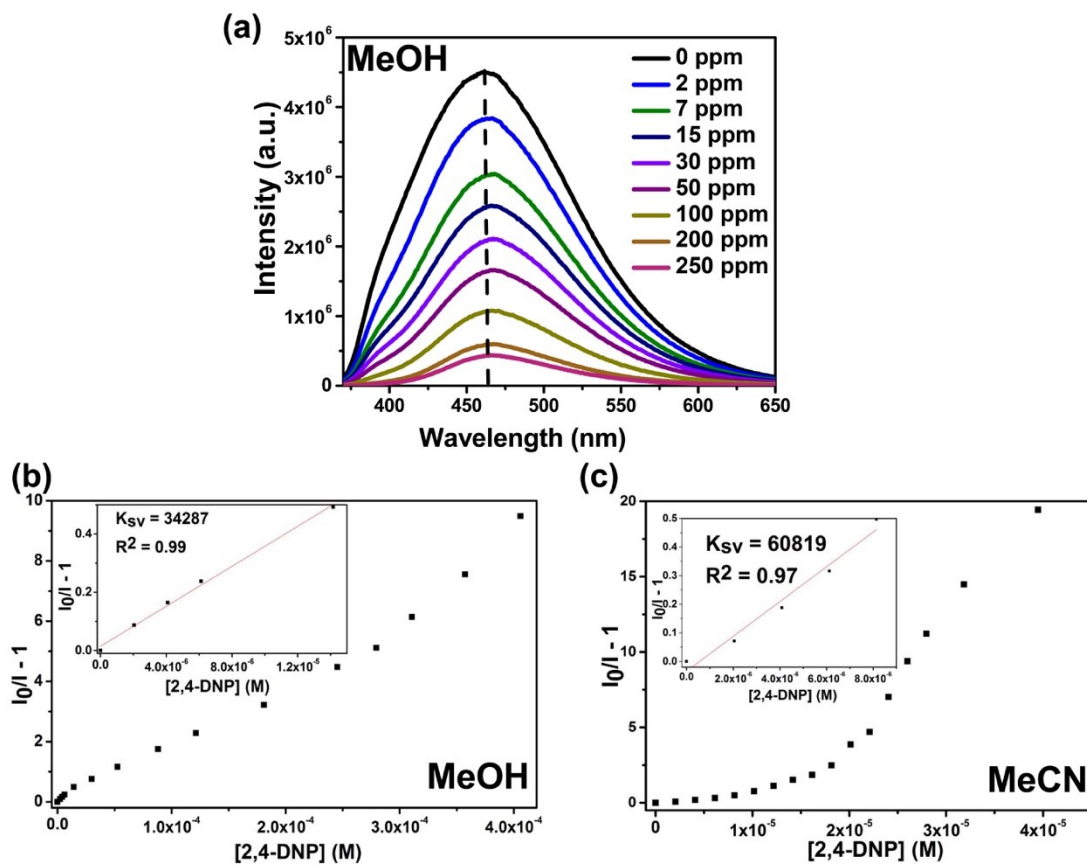 (a)
MeOH
5x10⁶
4x10⁶
3x10⁶
2x10⁶
1x10⁶
0
Intensity (a.u.)
0 ppm
2 ppm
7 ppm
15 ppm
30 ppm
50 ppm
100 ppm
200 ppm
250 ppm
400 450 500 550 600 650
Wavelength (nm)
(b)
10
8
6
4
2
0
I₀/I - 1
K_SV = 34287
R² = 0.99
0.4
0.2
0.0
I₀/I - 1
0 4.0x10⁻⁶ 8.0x10⁻⁶ 1.2x10⁻⁵
[2,4-DNP] (M)
MeOH
0.0 1.0x10⁻⁴ 2.0x10⁻⁴ 3.0x10⁻⁴ 4.0x10⁻⁴
[2,4-DNP] (M)
(c)
20
15
10
5
0
I₀/I - 1
K_SV = 60819
R² = 0.97
0.5
0.4
0.3
0.2
0.1
0.0
I₀/I - 1
0 2.0x10⁻⁶ 4.0x10⁻⁶ 6.0x10⁻⁶ 8.0x10⁻⁶
[2,4-DNP] (M)
MeCN
0 1x10⁻⁵ 2x10⁻⁵ 3x10⁻⁵ 4x10⁻⁵
[2,4-DNP] (M)